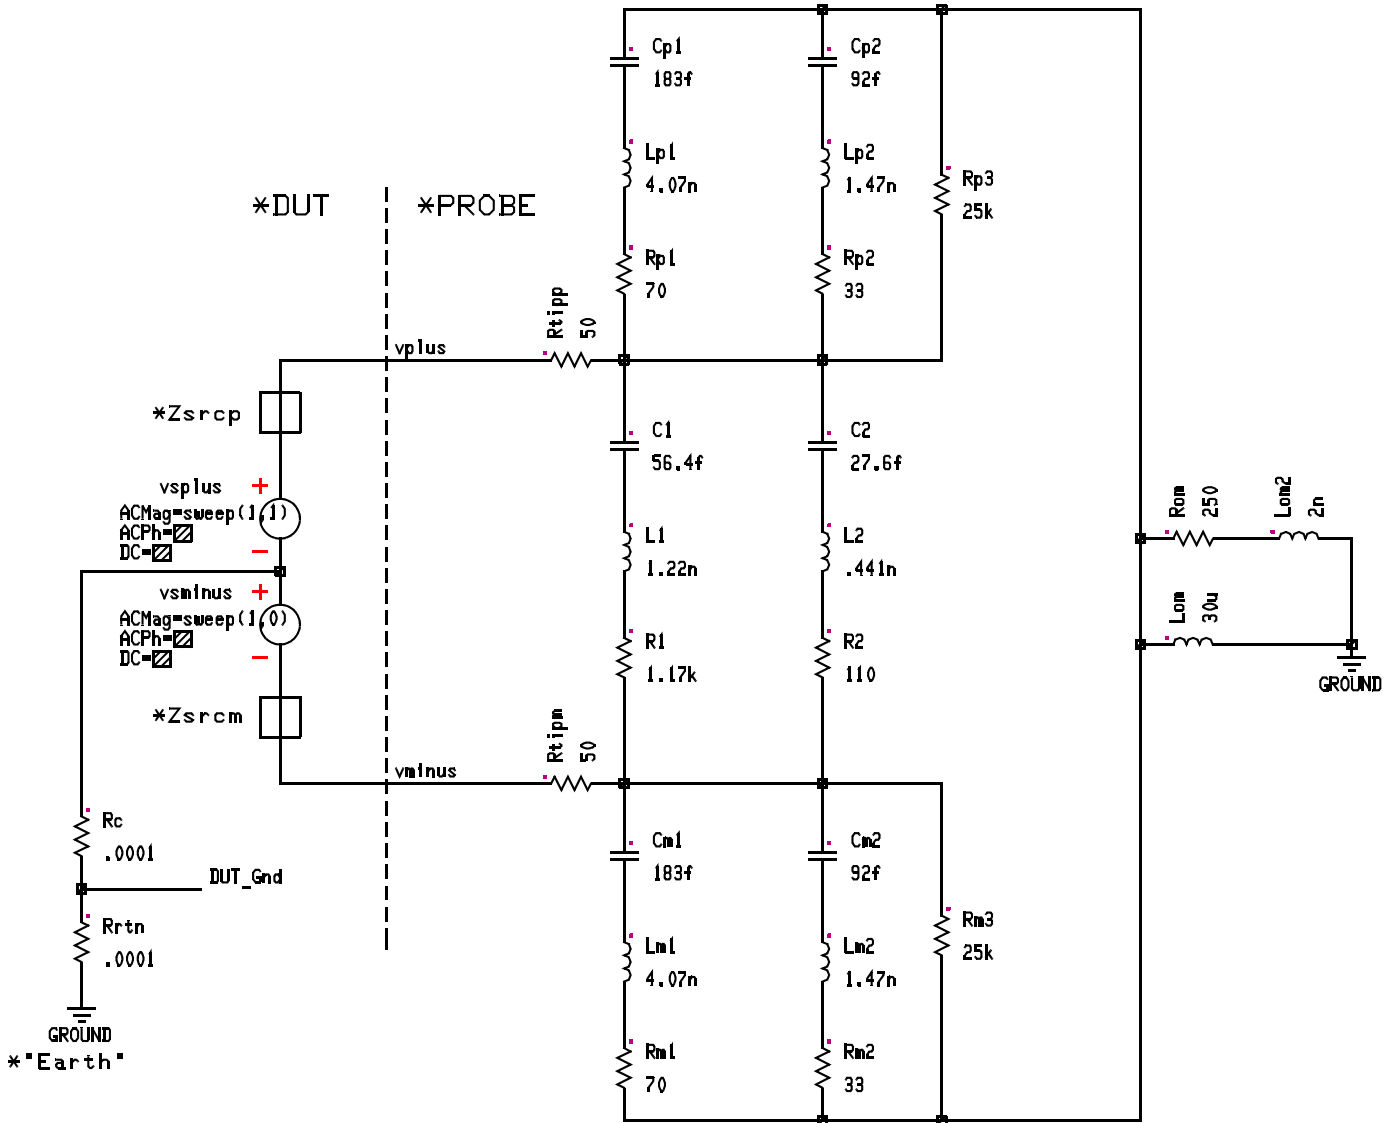 Cp1
183f
Cp2
92f
Lp1
4.07n
Lp2
1.47n
Rp3
25k
*DUT
*PROBE
Rp1
70
Rp2
33
Rtipp
50
vplus
*Zsrcp
C1
56.4f
C2
27.6f
vsplus
+
ACMag=sweep(1,1)
ACPh=
DC=
−
Rom
250
Lom2
2n
L1
1.22n
L2
.441n
vsminus
+
ACMag=sweep(1,0)
ACPh=
DC=
−
Lom
30u
R1
1.17k
R2
110
GROUND
*Zsrcm
Rtipm
50
vminus
Rc
.0001
Cm1
183f
Cm2
92f
DUT_Gnd
Rrtn
.0001
Rm3
25k
Lm1
4.07n
Lm2
1.47n
GROUND
*"Earth"
Rm1
70
Rm2
33